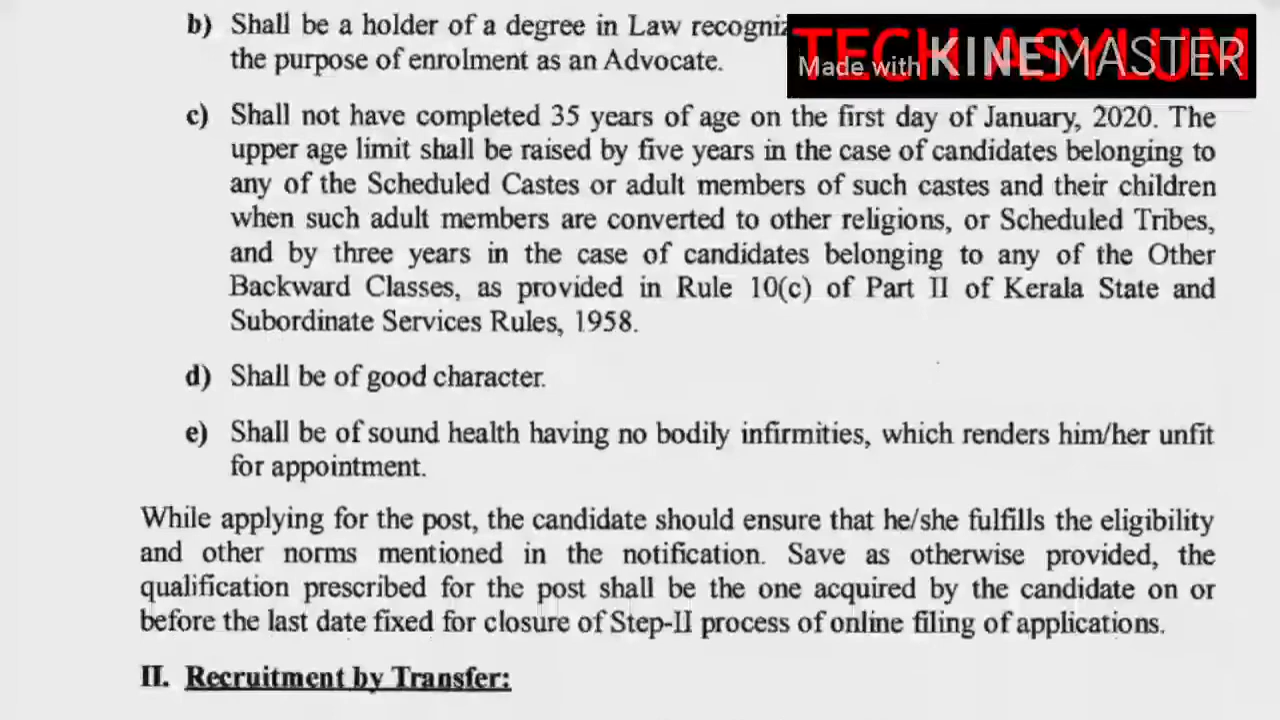 b) Shall be a holder of a degree in Law
TECH ASYLUM
Made with KINEMASTER
the purpose of enrolment as an Advocate.
c) Shall not have completed 35 years of age on the first day of January, 2020. The
upper age limit shall be raised by five years in the case of candidates belonging to
any of the Scheduled Castes or adult members of such castes and their children
when such adult members are converted to other religions, or Scheduled Tribes,
and by three years in the case of candidates belonging to any of the Other
Backward Classes, as provided in Rule 10(c) of Part II of Kerala State and
Subordinate Services Rules, 1958.
d) Shall be of good character.
e) Shall be of sound health having no bodily infirmities, which renders him/her unfit
for appointment.
While applying for the post, the candidate should ensure that he/she fulfills the eligibility
and other norms mentioned in the notification. Save as otherwise provided, the
qualification prescribed for the post shall be the one acquired by the candidate on or
before the last date fixed for closure of Step-II process of online filing of applications.
II. Recruitment by Transfer: